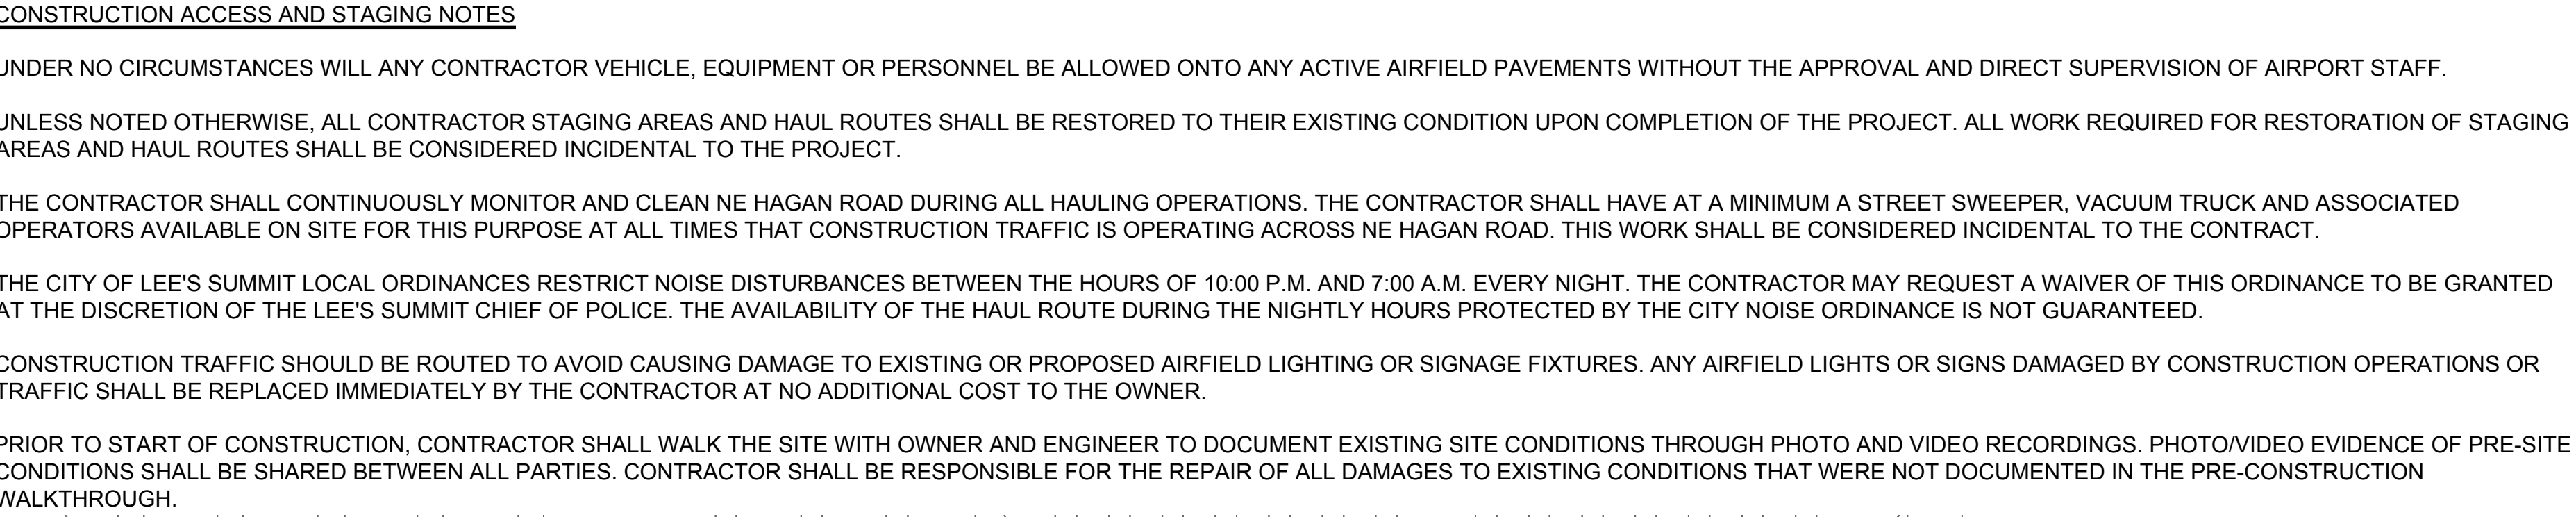 CONSTRUCTION ACCESS AND STAGING NOTES
UNDER NO CIRCUMSTANCES WILL ANY CONTRACTOR VEHICLE, EQUIPMENT OR PERSONNEL BE ALLOWED ONTO ANY ACTIVE AIRFIELD PAVEMENTS WITHOUT THE APPROVAL AND DIRECT SUPERVISION OF AIRPORT STAFF.
UNLESS NOTED OTHERWISE, ALL CONTRACTOR STAGING AREAS AND HAUL ROUTES SHALL BE RESTORED TO THEIR EXISTING CONDITION UPON COMPLETION OF THE PROJECT. ALL WORK REQUIRED FOR RESTORATION OF STAGING
AREAS AND HAUL ROUTES SHALL BE CONSIDERED INCIDENTAL TO THE PROJECT.
THE CONTRACTOR SHALL CONTINUOUSLY MONITOR AND CLEAN NE HAGAN ROAD DURING ALL HAULING OPERATIONS. THE CONTRACTOR SHALL HAVE AT A MINIMUM A STREET SWEEPER, VACUUM TRUCK AND ASSOCIATED
OPERATORS AVAILABLE ON SITE FOR THIS PURPOSE AT ALL TIMES THAT CONSTRUCTION TRAFFIC IS OPERATING ACROSS NE HAGAN ROAD. THIS WORK SHALL BE CONSIDERED INCIDENTAL TO THE CONTRACT.
THE CITY OF LEE'S SUMMIT LOCAL ORDINANCES RESTRICT NOISE DISTURBANCES BETWEEN THE HOURS OF 10:00 P.M. AND 7:00 A.M. EVERY NIGHT. THE CONTRACTOR MAY REQUEST A WAIVER OF THIS ORDINANCE TO BE GRANTED
AT THE DISCRETION OF THE LEE'S SUMMIT CHIEF OF POLICE. THE AVAILABILITY OF THE HAUL ROUTE DURING THE NIGHTLY HOURS PROTECTED BY THE CITY NOISE ORDINANCE IS NOT GUARANTEED.
CONSTRUCTION TRAFFIC SHOULD BE ROUTED TO AVOID CAUSING DAMAGE TO EXISTING OR PROPOSED AIRFIELD LIGHTING OR SIGNAGE FIXTURES. ANY AIRFIELD LIGHTS OR SIGNS DAMAGED BY CONSTRUCTION OPERATIONS OR
TRAFFIC SHALL BE REPLACED IMMEDIATELY BY THE CONTRACTOR AT NO ADDITIONAL COST TO THE OWNER.
PRIOR TO START OF CONSTRUCTION, CONTRACTOR SHALL WALK THE SITE WITH OWNER AND ENGINEER TO DOCUMENT EXISTING SITE CONDITIONS THROUGH PHOTO AND VIDEO RECORDINGS. PHOTO/VIDEO EVIDENCE OF PRE-SITE
CONDITIONS SHALL BE SHARED BETWEEN ALL PARTIES. CONTRACTOR SHALL BE RESPONSIBLE FOR THE REPAIR OF ALL DAMAGES TO EXISTING CONDITIONS THAT WERE NOT DOCUMENTED IN THE PRE-CONSTRUCTION
WALKTHROUGH.